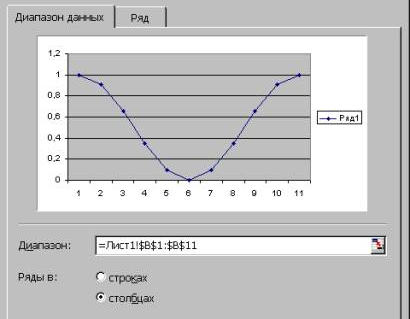 Диапазон данных Ряд
1,2
1
0,8
0,6
0,4
0,2
0
1 2 3 4 5 6 7 8 9 10 11
Ряд1
Диапазон: =Лист1!$B$1:$B$11
Ряды в: строках
столбцах